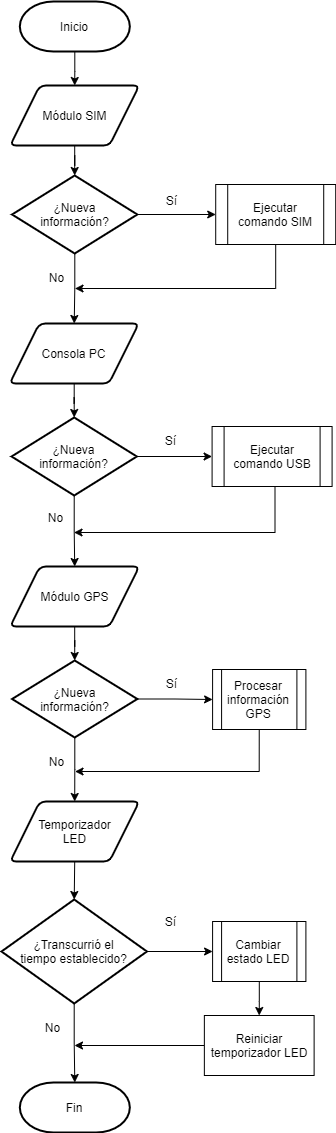 Inicio
Módulo SIM
¿Nueva
información?
Sí
Ejecutar
comando SIM
No
Consola PC
¿Nueva
información?
Sí
Ejecutar
comando USB
No
Módulo GPS
¿Nueva
información?
Sí
Procesar
información
GPS
No
Temporizador
LED
¿Transcurrió el
tiempo establecido?
Sí
Cambiar
estado LED
No
Reiniciar
temporizador LED
Fin